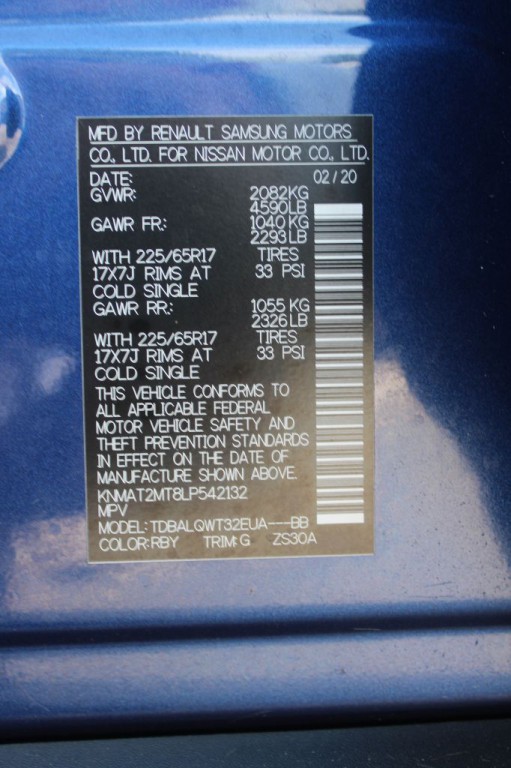 MFD BY RENAULT SAMSUNG MOTORS
CO., LTD. FOR NISSAN MOTOR CO., LTD.
DATE: 02 / 20
GVWR: 2082KG
4590LB
GAWR FR: 1040 KG
2293LB
WITH 225/65R17 TIRES
17X7J RIMS AT 33 PSI
COLD SINGLE
GAWR RR: 1055 KG
2326LB
WITH 225/65R17 TIRES
17X7J RIMS AT 33 PSI
COLD SINGLE
THIS VEHICLE CONFORMS TO
ALL APPLICABLE FEDERAL
MOTOR VEHICLE SAFETY AND
THEFT PREVENTION STANDARDS
IN EFFECT ON THE DATE OF
MANUFACTURE SHOWN ABOVE.
KNMAT2MT8LP542132
MPV
MODEL: TDBALQWT32EUA---BB
COLOR:RBY TRIM:G ZS30A